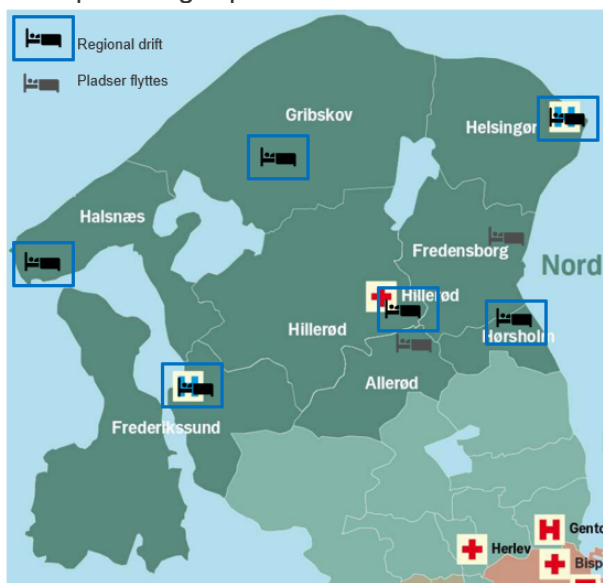 Regional drift
Pladser flyttes
Gribskov
Helsingør
Halsnæs
Fredensborg
Nord
Hillerød
Hillerød
Hørsholm
Allerød
Frederikssund
H
Herlev